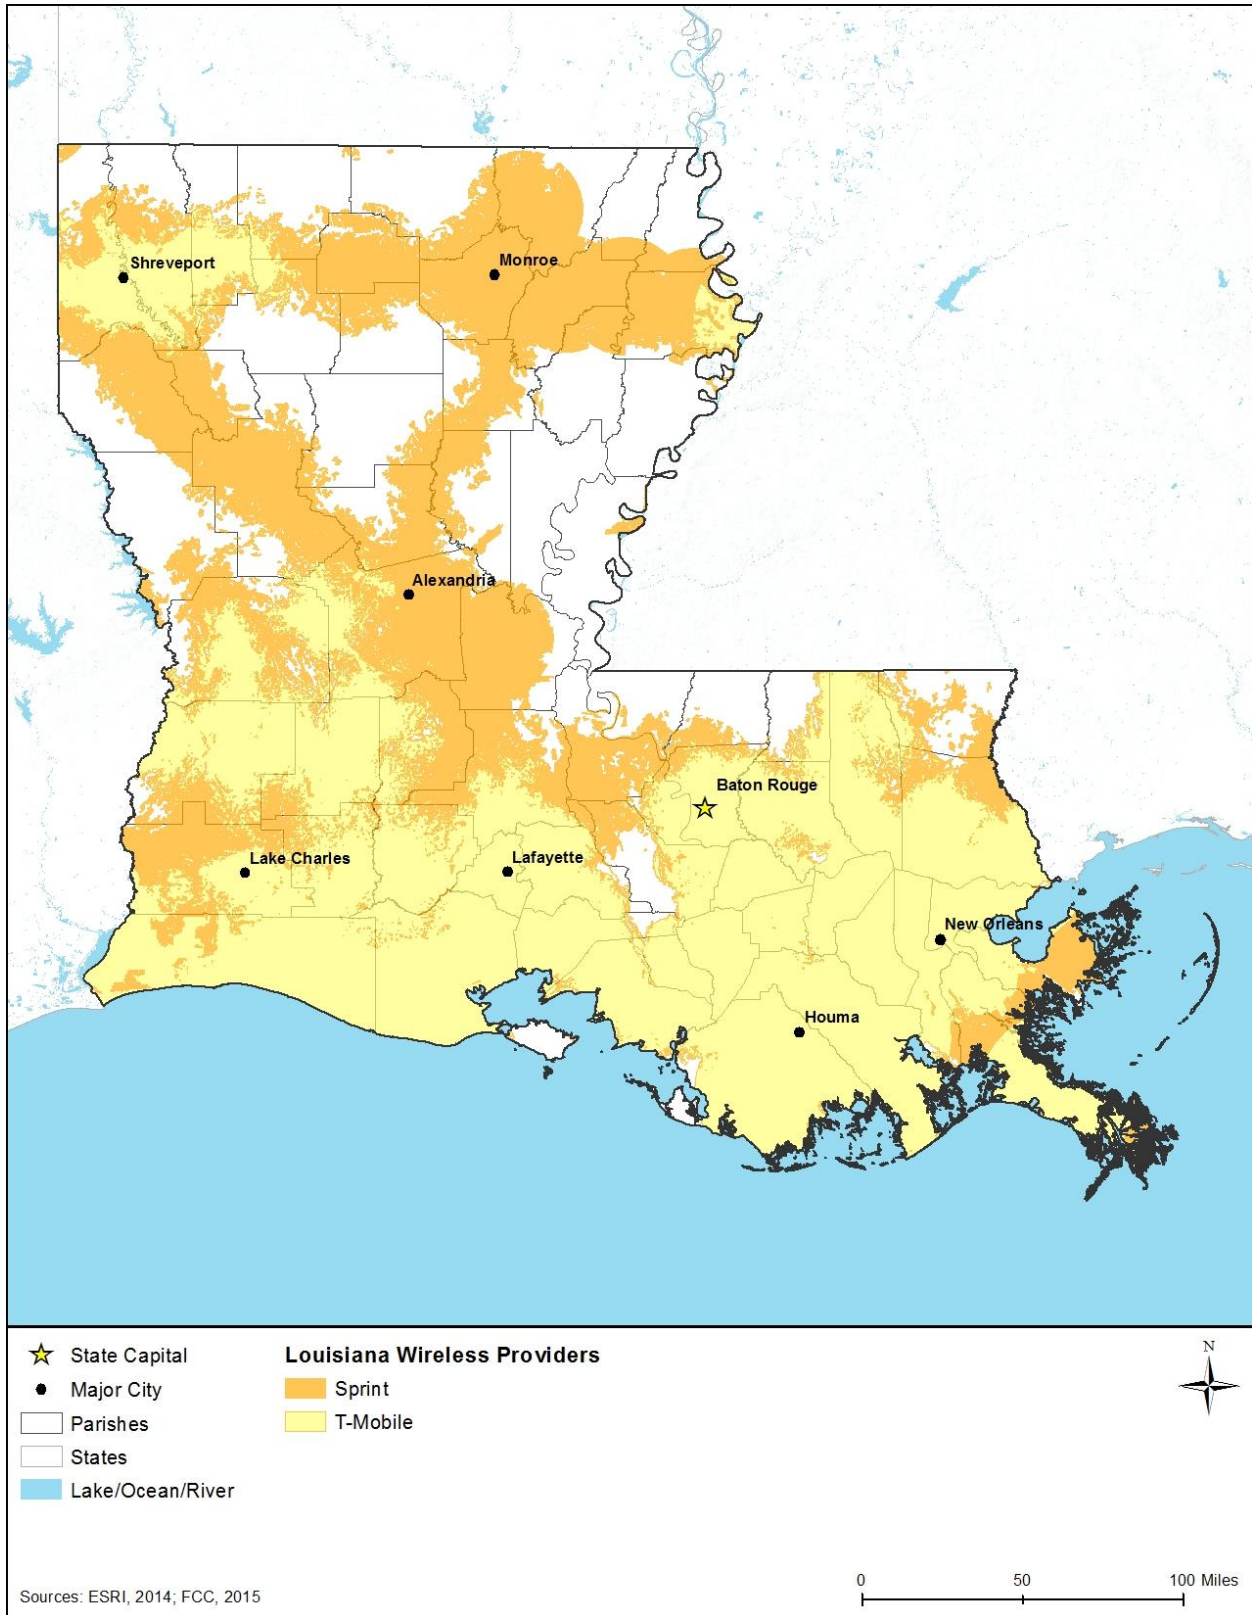 Shreveport
Monroe
Alexandria
Baton Rouge
Lake Charles
Lafayette
New Orleans
Houma
State Capital
Major City
Parishes
States
Lake/Ocean/River
Louisiana Wireless Providers
Sprint
T-Mobile
N
Sources: ESRI, 2014; FCC, 2015
0 50 100 Miles